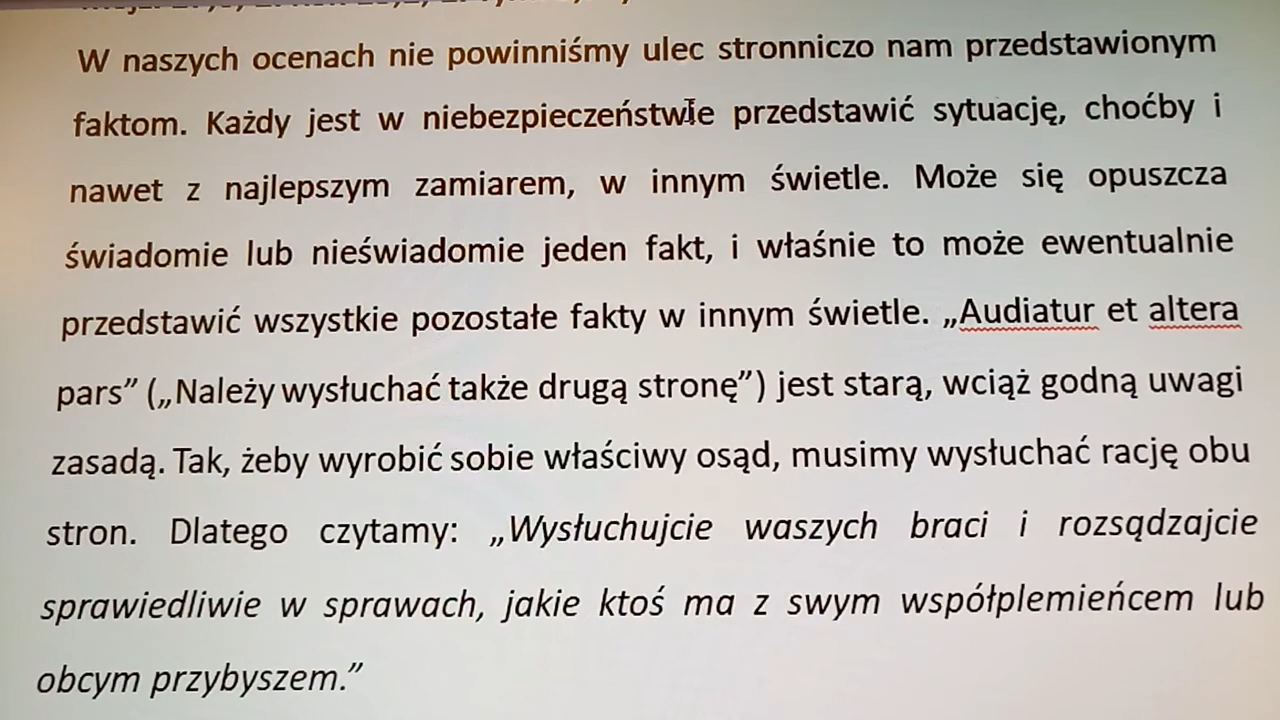 W naszych ocenach nie powinniśmy ulec stronniczo nam przedstawionym
faktom. Każdy jest w niebezpieczeństwie przedstawić sytuację, choćby i
nawet z najlepszym zamiarem, w innym świetle. Może się opuszcza
świadomie lub nieświadomie jeden fakt, i właśnie to może ewentualnie
przedstawić wszystkie pozostałe fakty w innym świetle. „Audiatur et altera
pars” („Należy wysłuchać także drugą stronę”) jest starą, wciąż godną uwagi
zasadą. Tak, żeby wyrobić sobie właściwy osąd, musimy wysłuchać rację obu
stron. Dlatego czytamy: „Wysłuchujcie waszych braci i rozsądzajcie
sprawiedliwie w sprawach, jakie ktoś ma z swym współplemieńcem lub
obcym przybyszem.”